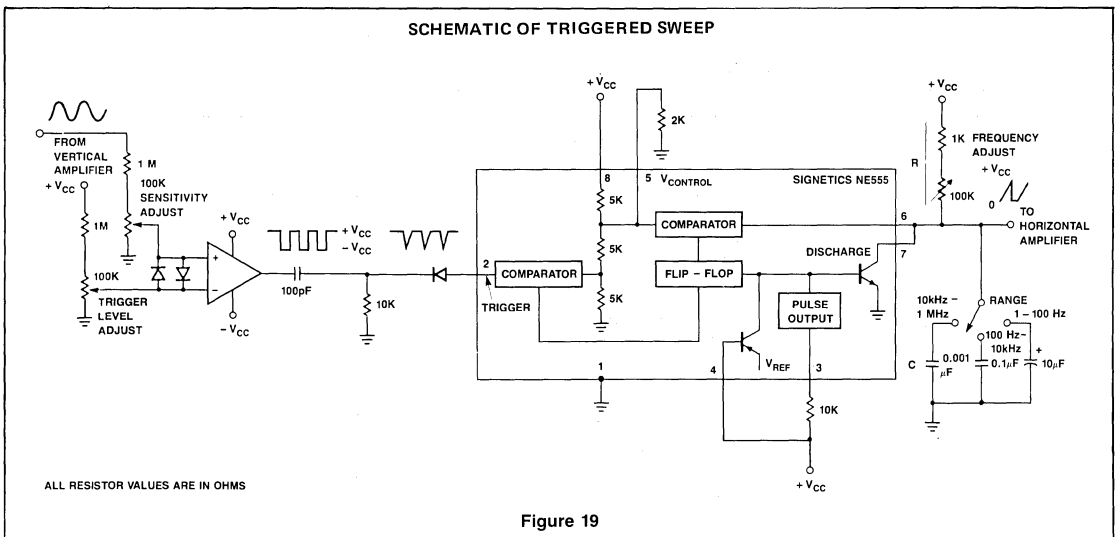 SCHEMATIC OF TRIGGERED SWEEP
FROM
VERTICAL
AMPLIFIER
+ VCC
1 M
100K
SENSITIVITY
ADJUST
1M
100K
TRIGGER
LEVEL
ADJUST
+ VCC
+
−
− VCC
+ VCC
− VCC
100pF
10K
2
TRIGGER
+ VCC
2K
8
5
VCONTROL
SIGNETICS NE555
5K
5K
5K
COMPARATOR
COMPARATOR
FLIP – FLOP
DISCHARGE
6
7
PULSE
OUTPUT
VREF
1
4
3
10K
+ VCC
+ VCC
1K
FREQUENCY
ADJUST
R
100K
+ VCC
0
TO
HORIZONTAL
AMPLIFIER
RANGE
10kHz –
1 MHz
1 – 100 Hz
100 Hz–
10kHz
C
0.001
µF
0.1µF
+
10µF
ALL RESISTOR VALUES ARE IN OHMS
Figure 19